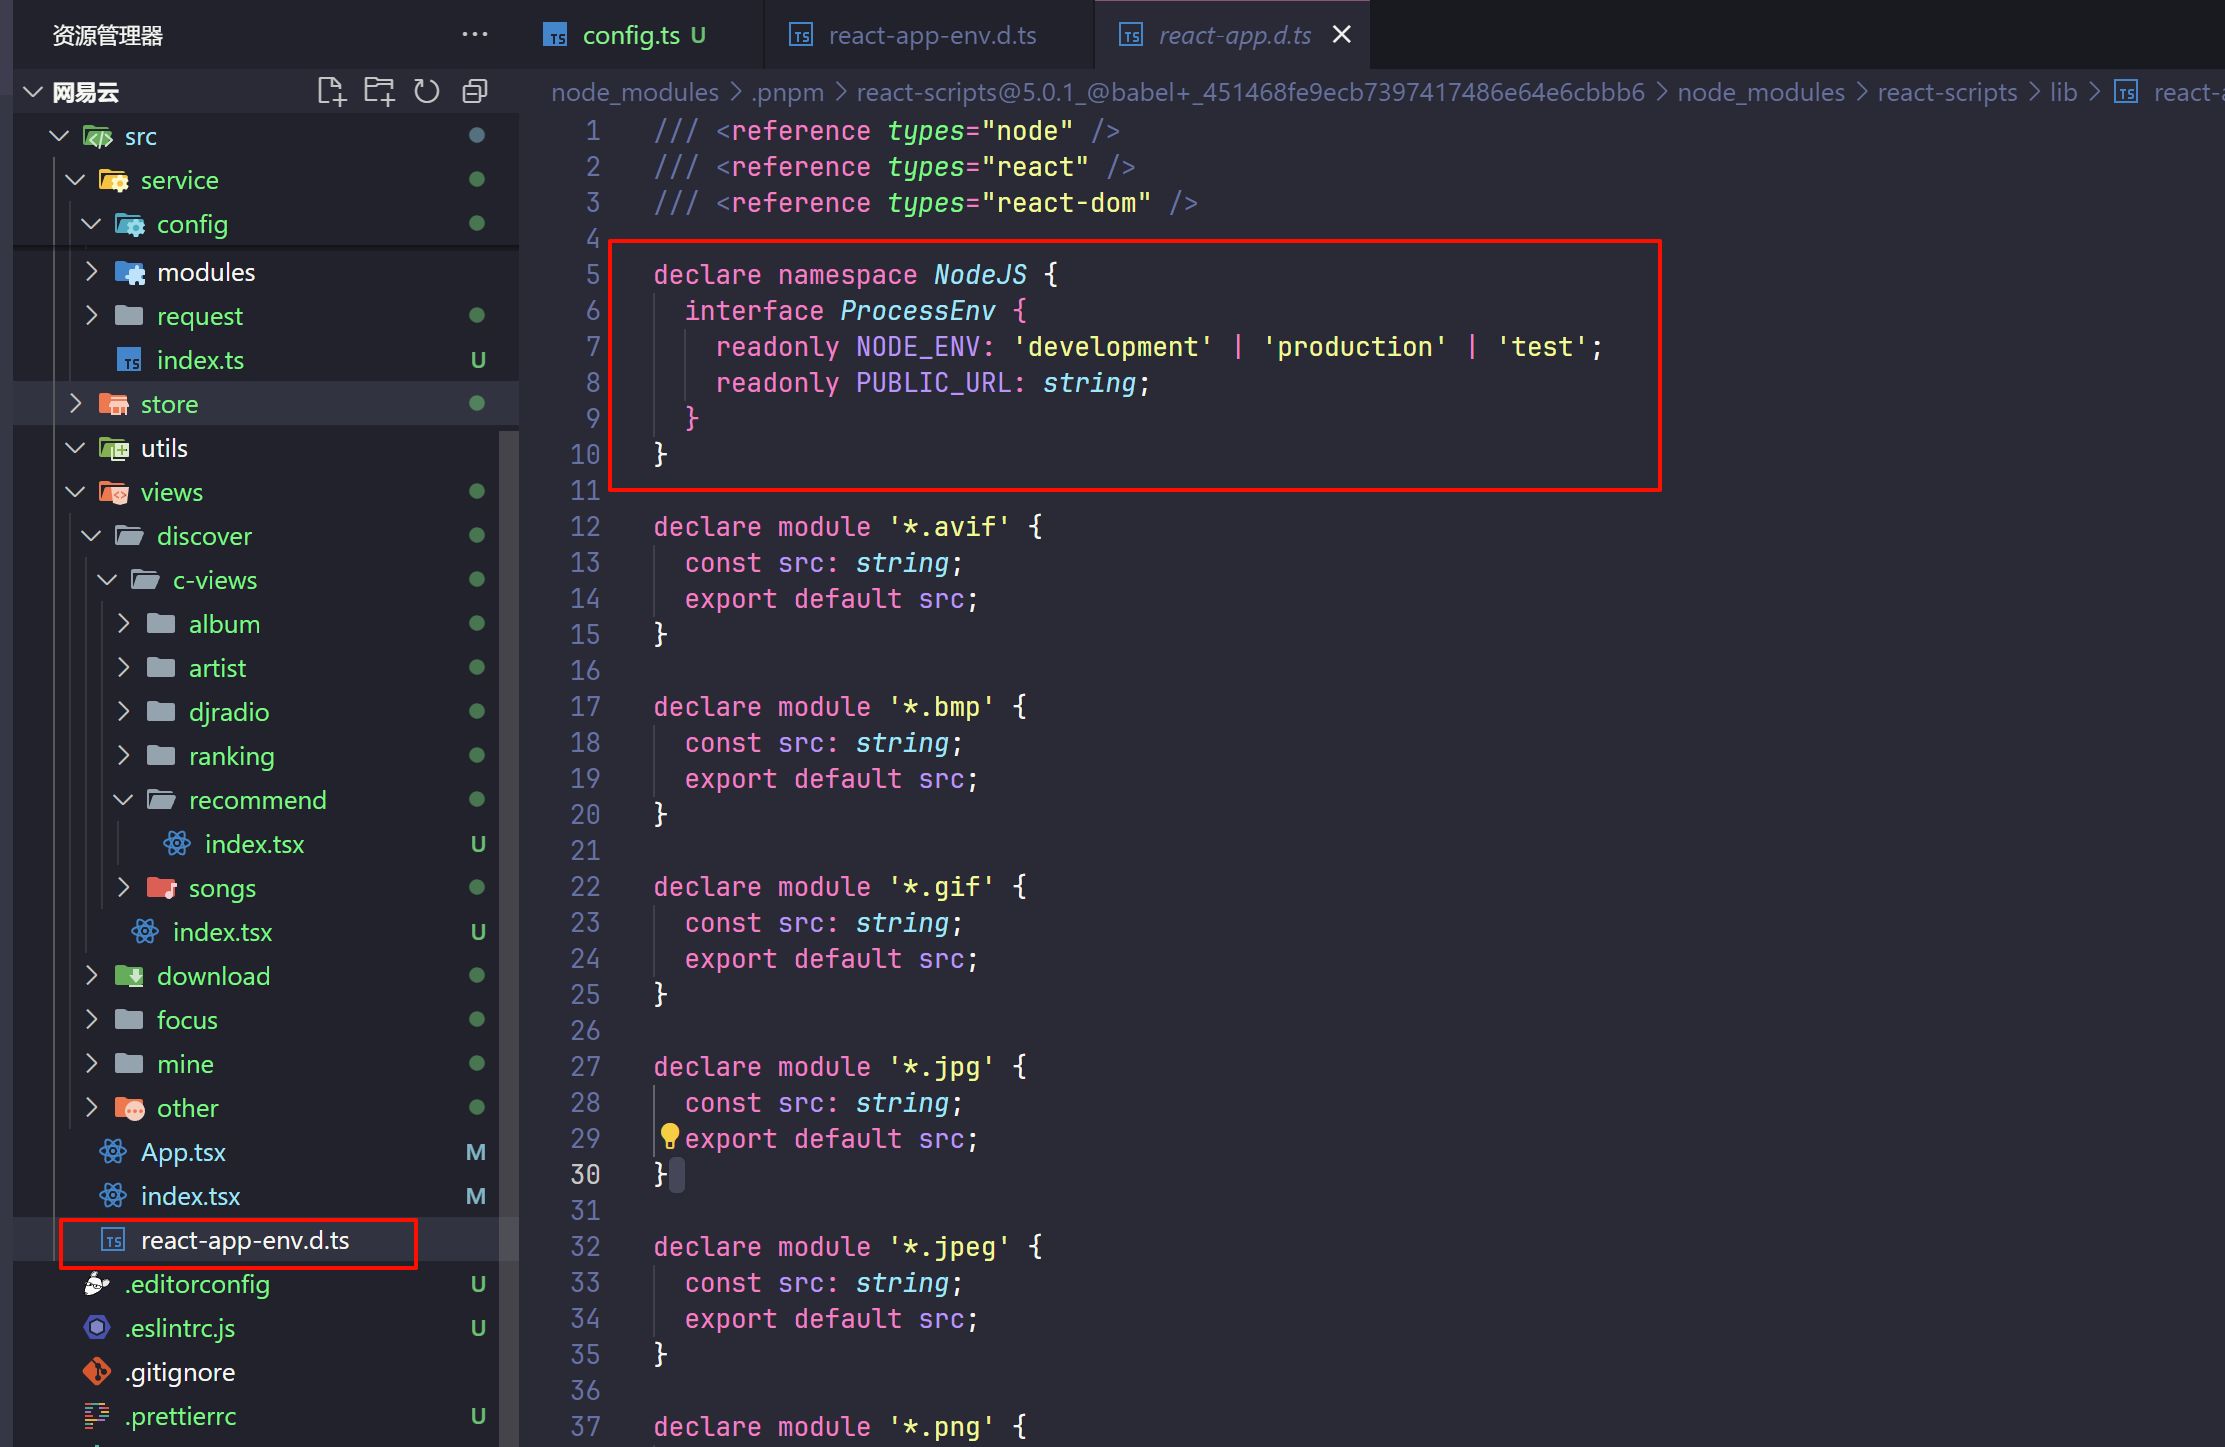 资源管理器
网易云
src
service
config
modules
request
index.ts U
store
utils
views
discover
c-views
album
artist
djradio
ranking
recommend
index.tsx U
songs
index.tsx U
download
focus
mine
other
App.tsx M
index.tsx M
TS react-app-env.d.ts
.editorconfig U
.eslintrc.js U
.gitignore
.prettierrc U
TS config.ts U
TS react-app-env.d.ts
TS react-app.d.ts
node_modules > .pnpm > react-scripts@5.0.1_@babel+_451468fe9ecb7397417486e64e6cbbb6 > node_modules > react-scripts > lib > TS react-a
1 /// <reference types="node" />
2 /// <reference types="react" />
3 /// <reference types="react-dom" />
4
5 declare namespace NodeJS {
6 interface ProcessEnv {
7 readonly NODE_ENV: 'development' | 'production' | 'test';
8 readonly PUBLIC_URL: string;
9 }
10 }
11
12 declare module '*.avif' {
13 const src: string;
14 export default src;
15 }
16
17 declare module '*.bmp' {
18 const src: string;
19 export default src;
20 }
21
22 declare module '*.gif' {
23 const src: string;
24 export default src;
25 }
26
27 declare module '*.jpg' {
28 const src: string;
29 export default src;
30 }
31
32 declare module '*.jpeg' {
33 const src: string;
34 export default src;
35 }
36
37 declare module '*.png' {